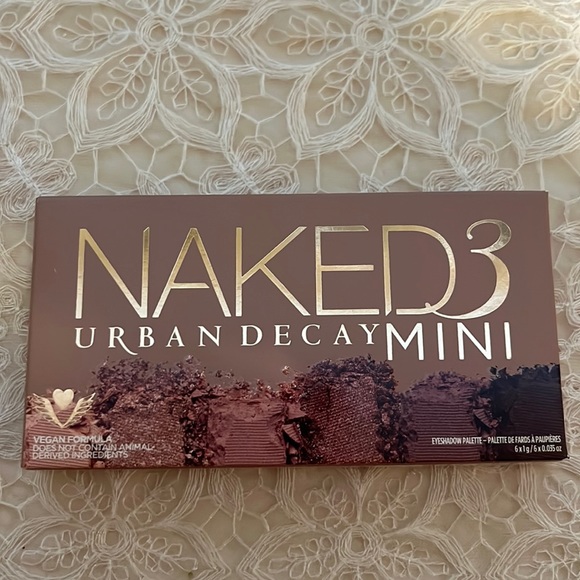 NAKED3
URBAN DECAY MINI
VEGAN FORMULA
DOES NOT CONTAIN ANIMAL-
DERIVED INGREDIENTS
EYESHADOW PALETTE – PALETTE DE FARDS À PAUPIÈRES
6 x 1g / 6 x 0.035 oz